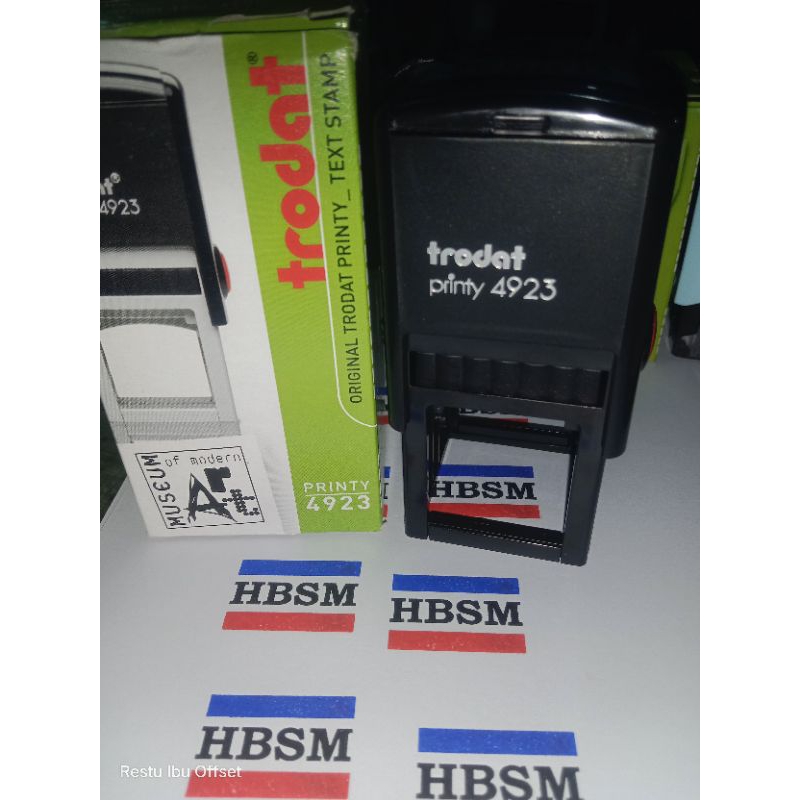 trodat®
ORIGINAL TRODAT PRINTY_ TEXT STAMP
at®
4923
MUSEUM
of modern
Art
PRINTY
4923
trodat
printy 4923
HBSM
HBSM
HBSM
HBSM
HBSM
Restu Ibu Offset